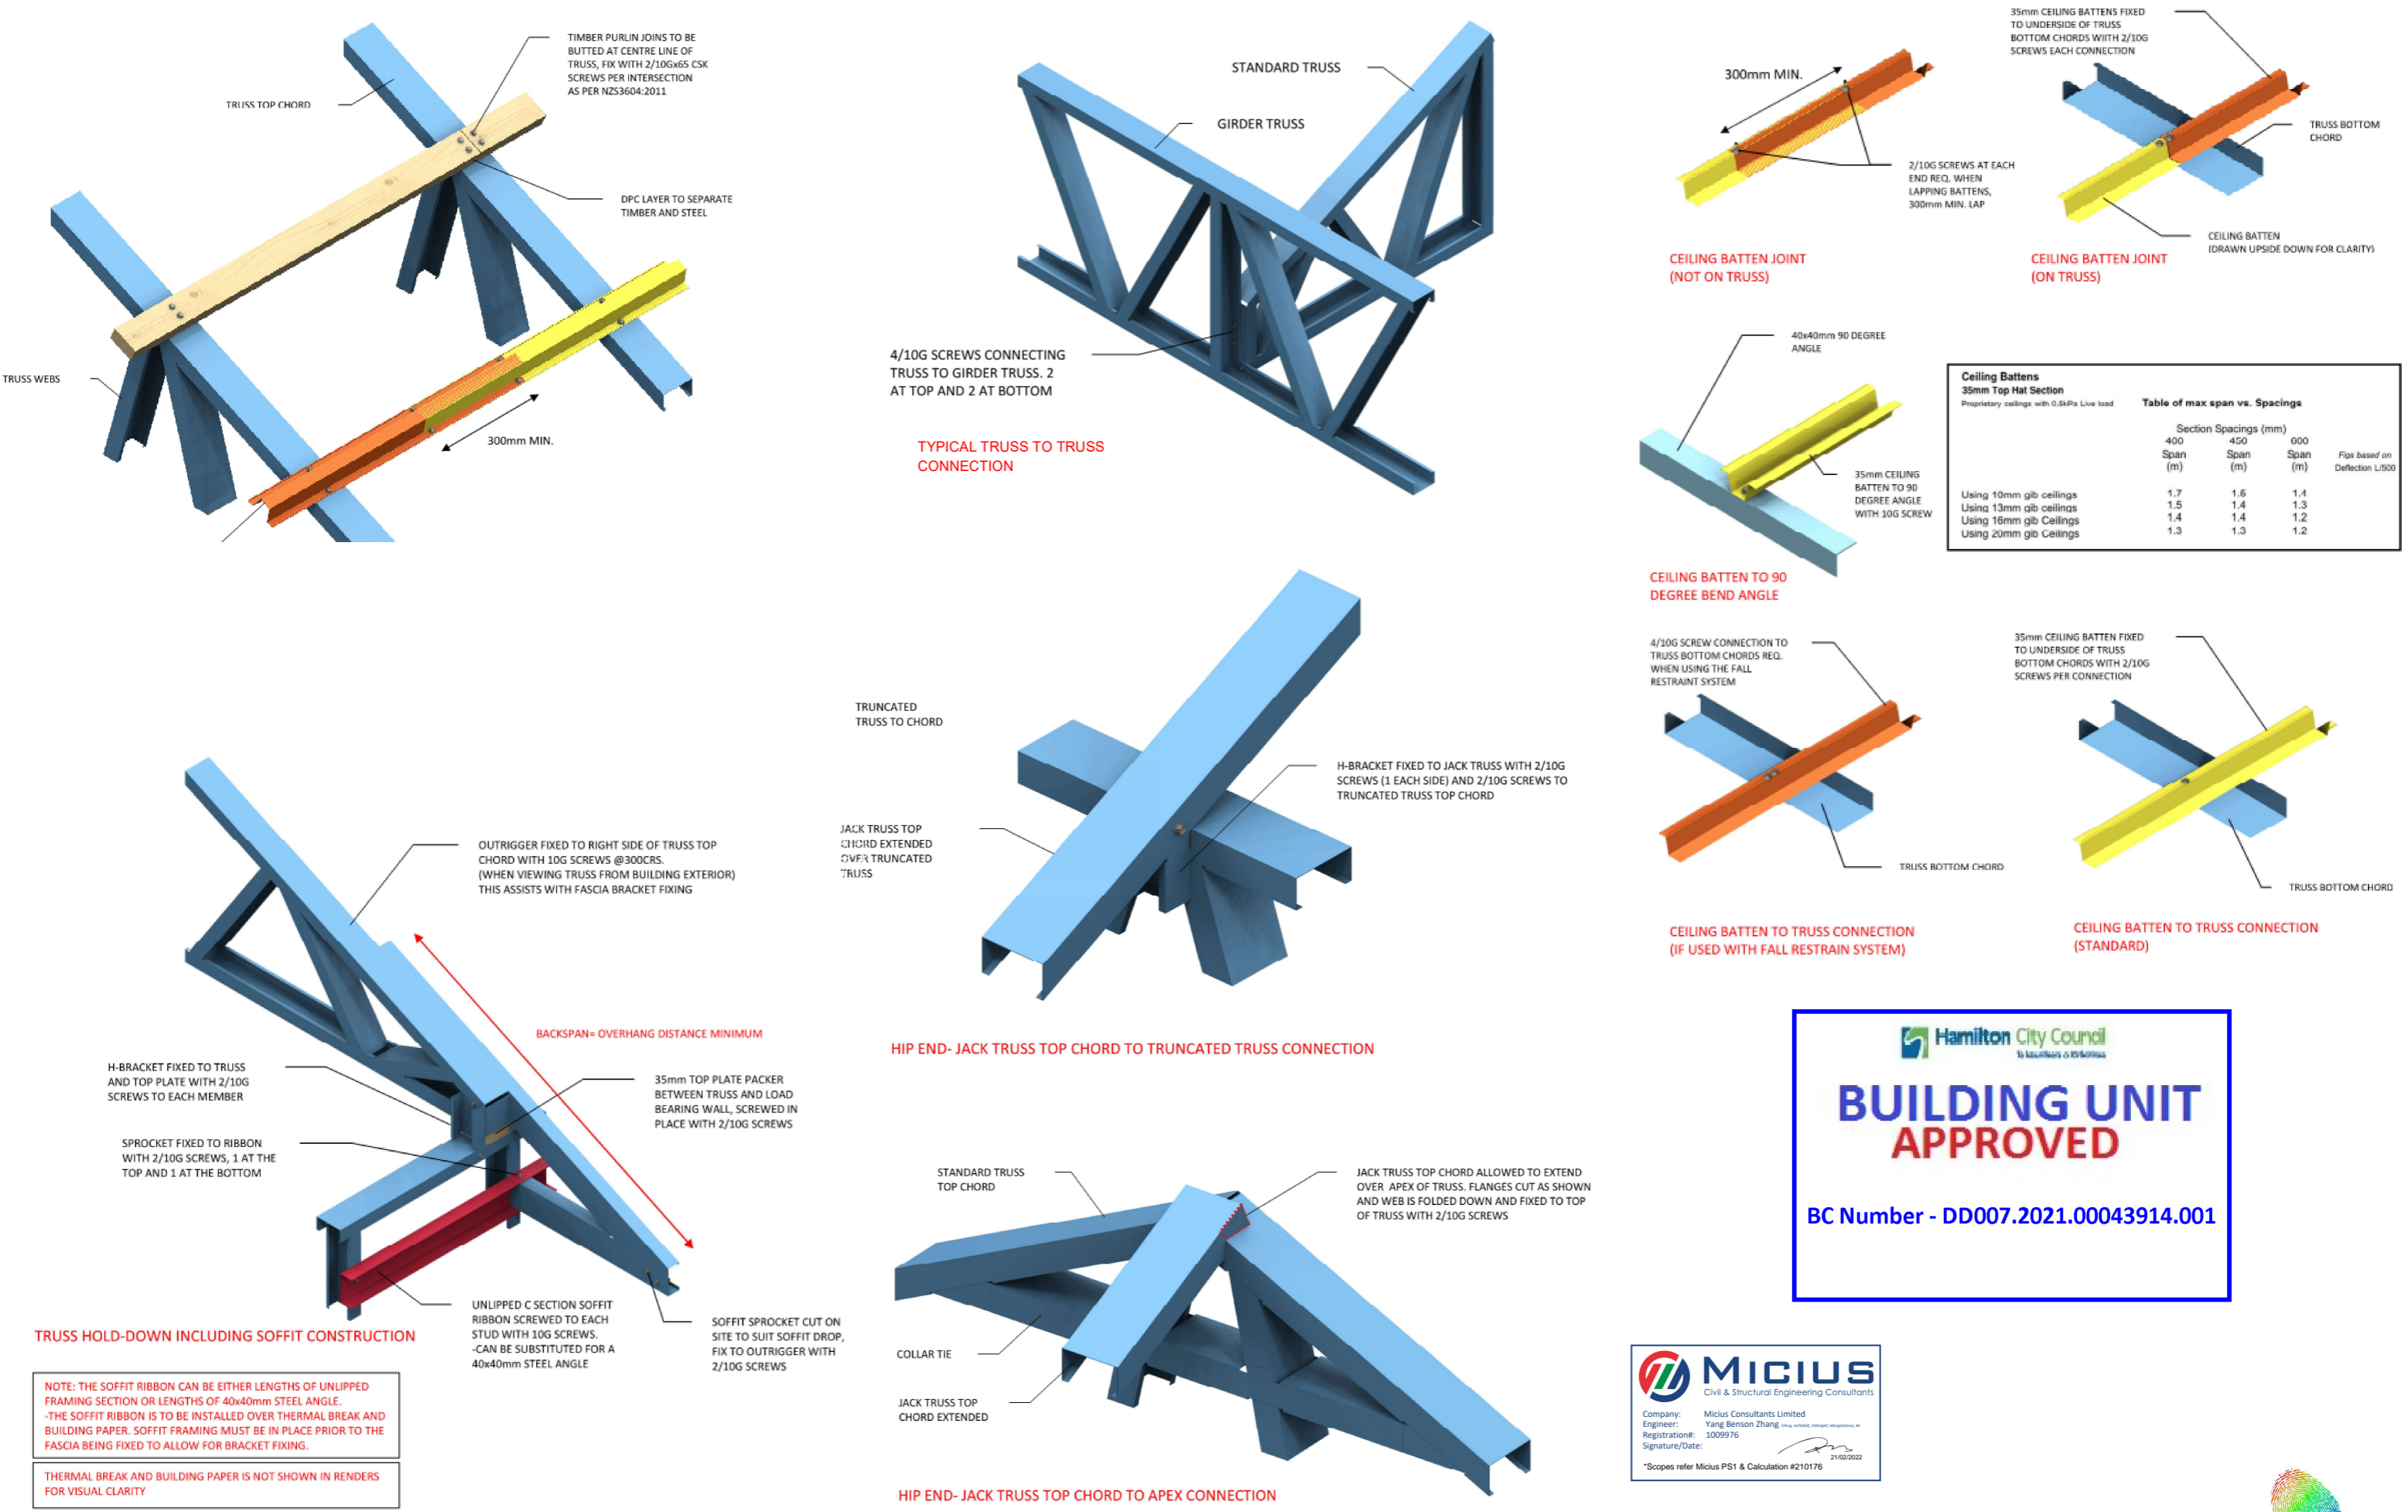 TIMBER PURLIN JOINS TO BE
BUTTED AT CENTRE LINE OF
TRUSS, FIX WITH 2/10Gx65 CSK
SCREWS PER INTERSECTION
AS PER NZS3604:2011
TRUSS TOP CHORD
DPC LAYER TO SEPARATE
TIMBER AND STEEL
TRUSS WEBS
300mm MIN.
STANDARD TRUSS
GIRDER TRUSS
4/10G SCREWS CONNECTING
TRUSS TO GIRDER TRUSS. 2
AT TOP AND 2 AT BOTTOM
TYPICAL TRUSS TO TRUSS
CONNECTION
300mm MIN.
2/10G SCREWS AT EACH
END REQ. WHEN
LAPPING BATTENS,
300mm MIN. LAP
CEILING BATTEN JOINT
(NOT ON TRUSS)
35mm CEILING BATTENS FIXED
TO UNDERSIDE OF TRUSS
BOTTOM CHORDS WIITH 2/10G
SCREWS EACH CONNECTION
TRUSS BOTTOM
CHORD
CEILING BATTEN
(DRAWN UPSIDE DOWN FOR CLARITY)
CEILING BATTEN JOINT
(ON TRUSS)
40x40mm 90 DEGREE
ANGLE
35mm CEILING
BATTEN TO 90
DEGREE ANGLE
WITH 10G SCREW
CEILING BATTEN TO 90
DEGREE BEND ANGLE
Ceiling Battens
35mm Top Hat Section
Proprietary ceilings with 0.5kPa Live load Table of max span vs. Spacings
Section Spacings (mm)
400 450 600
Span Span Span Figs based on
(m) (m) (m) Deflection L/500
Using 10mm gib ceilings 1.7 1.6 1.4
Using 13mm gib ceilings 1.5 1.4 1.3
Using 16mm gib Ceilings 1.4 1.4 1.2
Using 20mm gib Ceilings 1.3 1.3 1.2
4/10G SCREW CONNECTION TO
TRUSS BOTTOM CHORDS REQ.
WHEN USING THE FALL
RESTRAINT SYSTEM
TRUSS BOTTOM CHORD
CEILING BATTEN TO TRUSS CONNECTION
(IF USED WITH FALL RESTRAIN SYSTEM)
35mm CEILING BATTEN FIXED
TO UNDERSIDE OF TRUSS
BOTTOM CHORDS WITH 2/10G
SCREWS PER CONNECTION
TRUSS BOTTOM CHORD
CEILING BATTEN TO TRUSS CONNECTION
(STANDARD)
TRUNCATED
TRUSS TO CHORD
H-BRACKET FIXED TO JACK TRUSS WITH 2/10G
SCREWS (1 EACH SIDE) AND 2/10G SCREWS TO
TRUNCATED TRUSS TOP CHORD
JACK TRUSS TOP
CHORD EXTENDED
OVER TRUNCATED
TRUSS
HIP END- JACK TRUSS TOP CHORD TO TRUNCATED TRUSS CONNECTION
OUTRIGGER FIXED TO RIGHT SIDE OF TRUSS TOP
CHORD WITH 10G SCREWS @300CRS.
(WHEN VIEWING TRUSS FROM BUILDING EXTERIOR)
THIS ASSISTS WITH FASCIA BRACKET FIXING
BACKSPAN= OVERHANG DISTANCE MINIMUM
H-BRACKET FIXED TO TRUSS
AND TOP PLATE WITH 2/10G
SCREWS TO EACH MEMBER
35mm TOP PLATE PACKER
BETWEEN TRUSS AND LOAD
BEARING WALL, SCREWED IN
PLACE WITH 2/10G SCREWS
SPROCKET FIXED TO RIBBON
WITH 2/10G SCREWS, 1 AT THE
TOP AND 1 AT THE BOTTOM
UNLIPPED C SECTION SOFFIT
RIBBON SCREWED TO EACH
STUD WITH 10G SCREWS.
-CAN BE SUBSTITUTED FOR A
40x40mm STEEL ANGLE
SOFFIT SPROCKET CUT ON
SITE TO SUIT SOFFIT DROP,
FIX TO OUTRIGGER WITH
2/10G SCREWS
TRUSS HOLD-DOWN INCLUDING SOFFIT CONSTRUCTION
NOTE: THE SOFFIT RIBBON CAN BE EITHER LENGTHS OF UNLIPPED
FRAMING SECTION OR LENGTHS OF 40x40mm STEEL ANGLE.
-THE SOFFIT RIBBON IS TO BE INSTALLED OVER THERMAL BREAK AND
BUILDING PAPER. SOFFIT FRAMING MUST BE IN PLACE PRIOR TO THE
FASCIA BEING FIXED TO ALLOW FOR BRACKET FIXING.
THERMAL BREAK AND BUILDING PAPER IS NOT SHOWN IN RENDERS
FOR VISUAL CLARITY
STANDARD TRUSS
TOP CHORD
JACK TRUSS TOP CHORD ALLOWED TO EXTEND
OVER APEX OF TRUSS. FLANGES CUT AS SHOWN
AND WEB IS FOLDED DOWN AND FIXED TO TOP
OF TRUSS WITH 2/10G SCREWS
COLLAR TIE
JACK TRUSS TOP
CHORD EXTENDED
HIP END- JACK TRUSS TOP CHORD TO APEX CONNECTION
Hamilton City Council
BUILDING UNIT
APPROVED
BC Number - DD007.2021.00043914.001
MICIUS
Civil & Structural Engineering Consultants
Company: Micius Consultants Limited
Engineer: Yang Benson Zhang
Registration#: 1009976
Signature/Date:
21/02/2022
*Scopes refer Micius PS1 & Calculation #210176